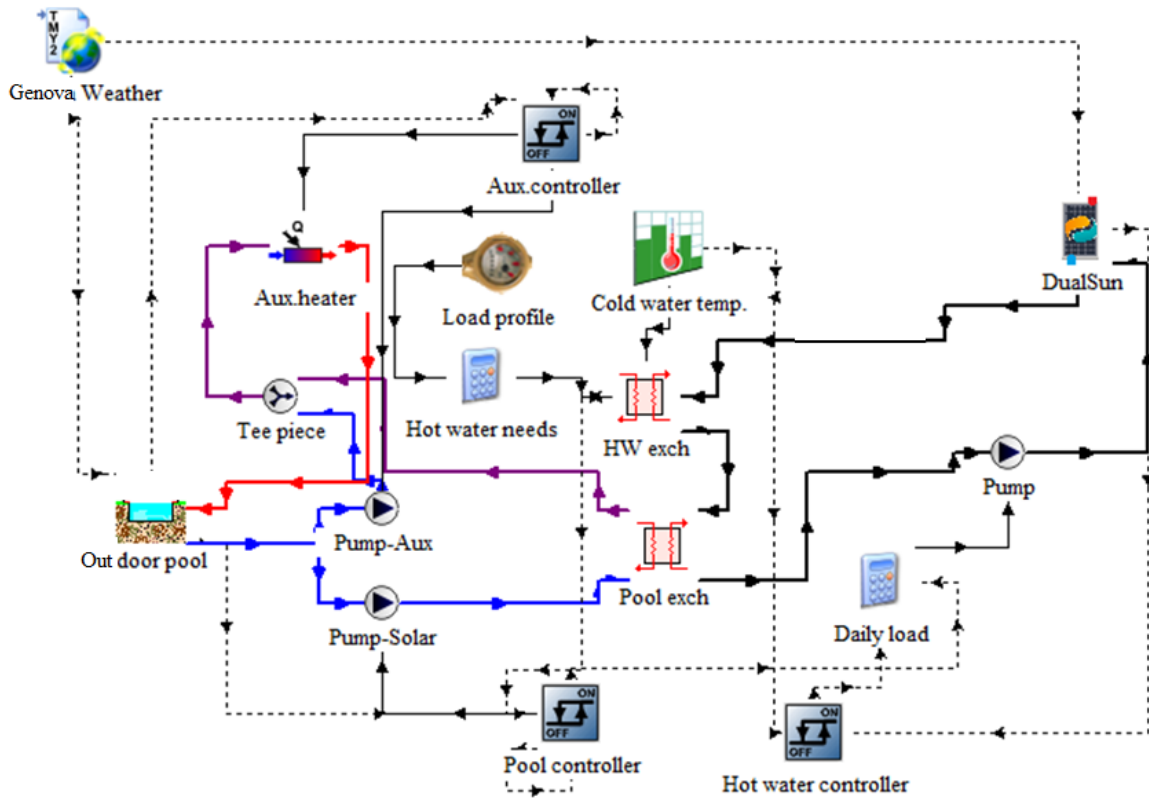 TMY2
Genova Weather
ON
OFF
Aux.controller
Q
Aux.heater
Load profile
Cold water temp.
DualSun
Tee piece
Hot water needs
HW exch
Pump
Out door pool
Pump-Aux
Pool exch
Pump-Solar
Daily load
ON
OFF
Pool controller
ON
OFF
Hot water controller